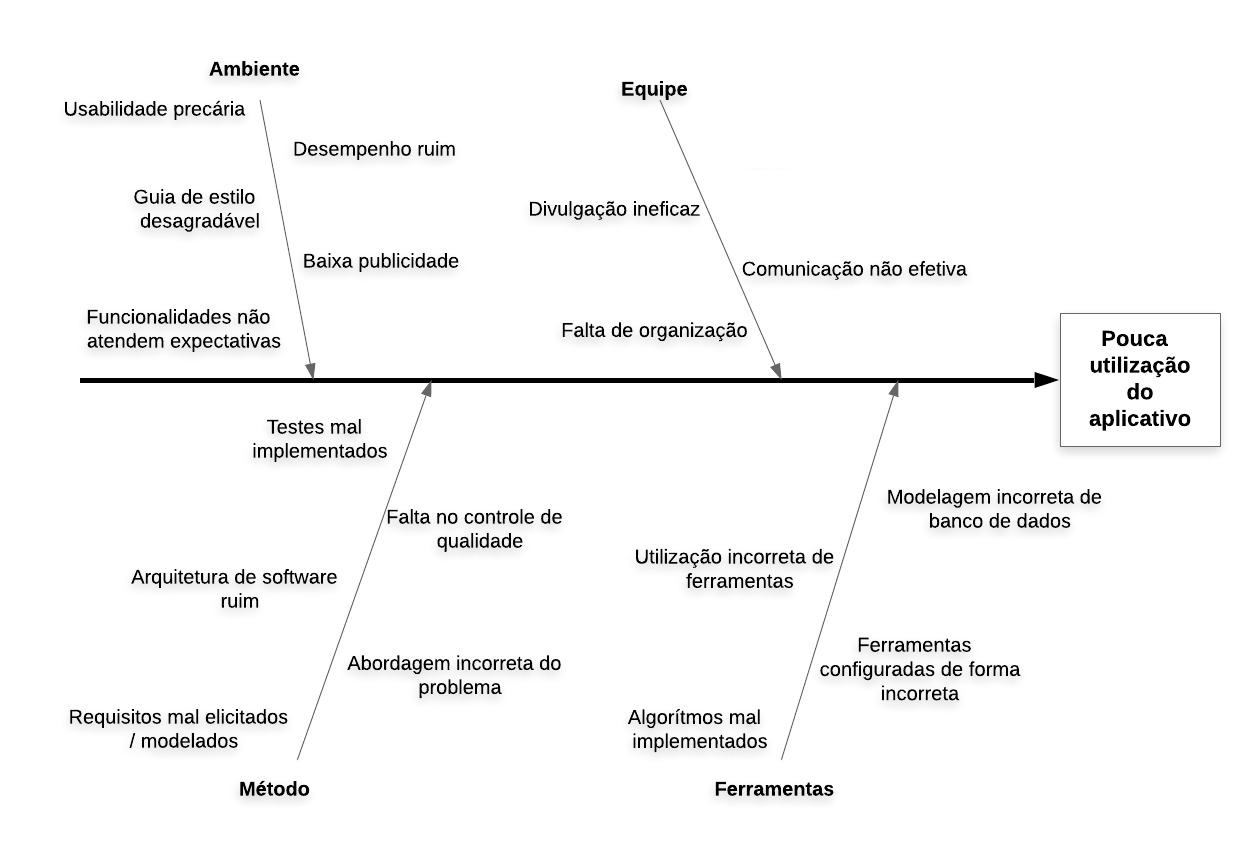 Ambiente
Usabilidade precária
Desempenho ruim
Guia de estilo
desagradável
Baixa publicidade
Funcionalidades não
atendem expectativas
Equipe
Divulgação ineficaz
Comunicação não efetiva
Falta de organização
Pouca
utilização
do
aplicativo
Testes mal
implementados
Falta no controle de
qualidade
Arquitetura de software
ruim
Abordagem incorreta do
problema
Requisitos mal elicitados
/ modelados
Método
Modelagem incorreta de
banco de dados
Utilização incorreta de
ferramentas
Ferramentas
configuradas de forma
incorreta
Algorítmos mal
implementados
Ferramentas